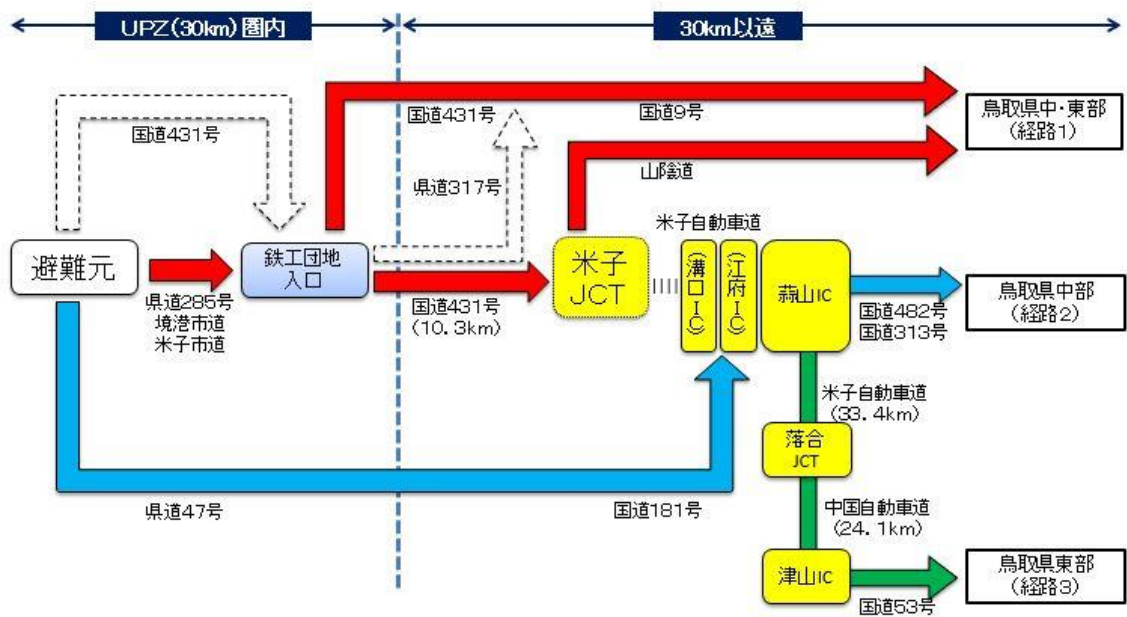 UPZ(30km)圏内
30km以遠
国道431号
国道431号
国道9号
鳥取県中・東部
(経路1)
県道317号
山陰道
避難元
県道285号
境港市道
米子市道
鉄工団地
入口
国道431号
(10.3km)
米子
JCT
米子自動車道
(溝口IC)
(江府IC)
蒜山IC
国道482号
国道313号
鳥取県中部
(経路2)
米子自動車道
(33.4km)
落合
JCT
県道47号
国道181号
中国自動車道
(24.1km)
津山IC
国道53号
鳥取県東部
(経路3)